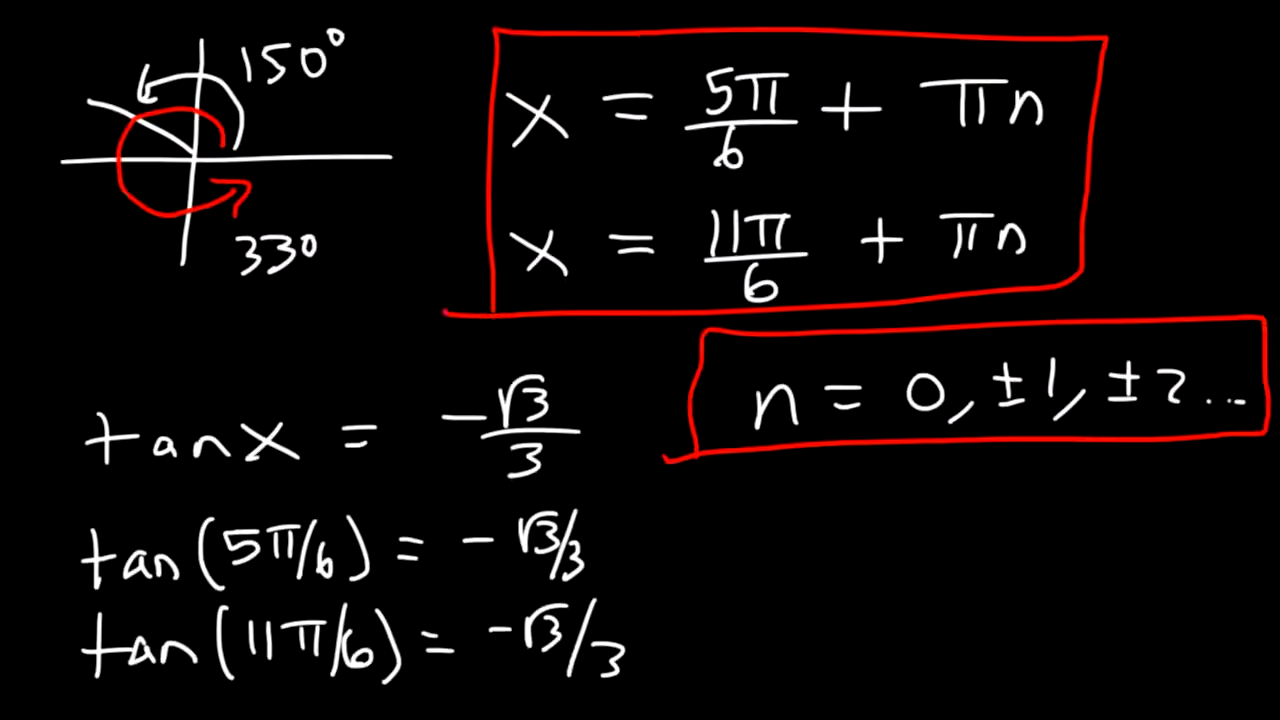 150°
330
x = 5π/6 + πn
x = 11π/6 + πn
n = 0, ±1, ±2...
tanx = -√3/3
tan(5π/6) = -√3/3
tan(11π/6) = -√3/3